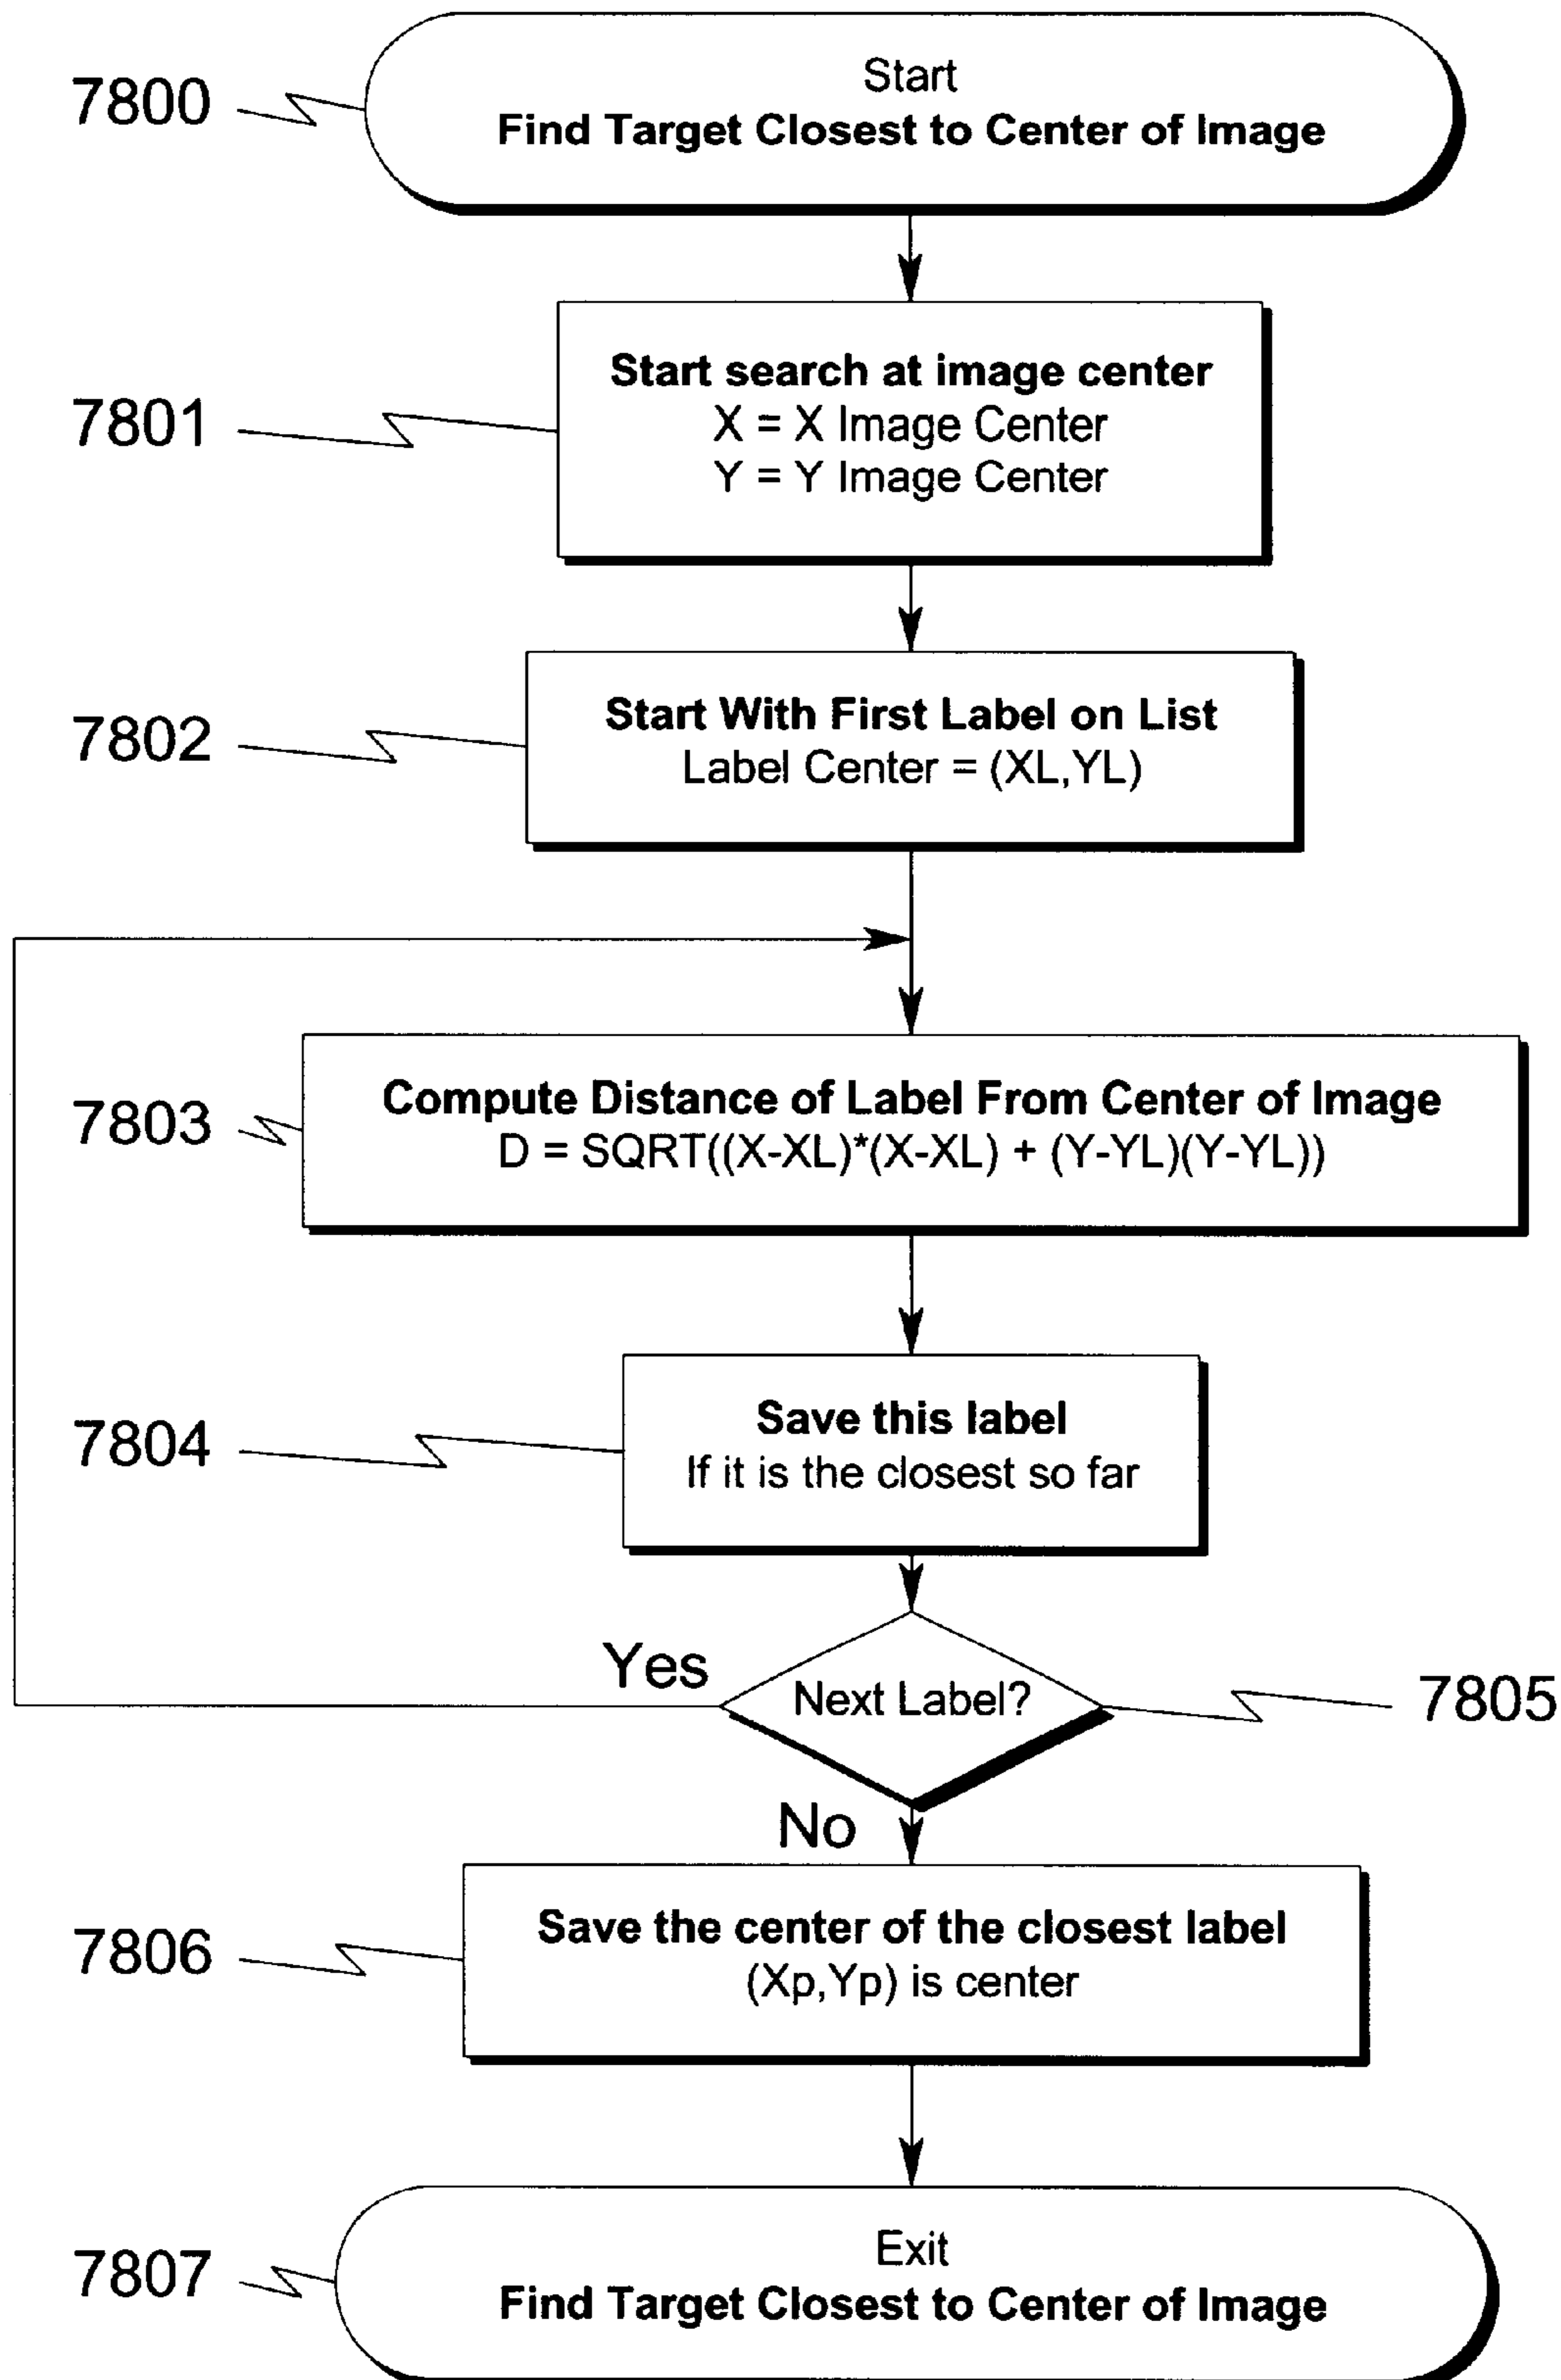 7800
Start
Find Target Closest to Center of Image
7801
Start search at image center
X = X Image Center
Y = Y Image Center
7802
Start With First Label on List
Label Center = (XL,YL)
7803
Compute Distance of Label From Center of Image
D = SQRT((X-XL)*(X-XL) + (Y-YL)(Y-YL))
7804
Save this label
If it is the closest so far
Yes
Next Label?
7805
No
7806
Save the center of the closest label
(Xp,Yp) is center
7807
Exit
Find Target Closest to Center of Image